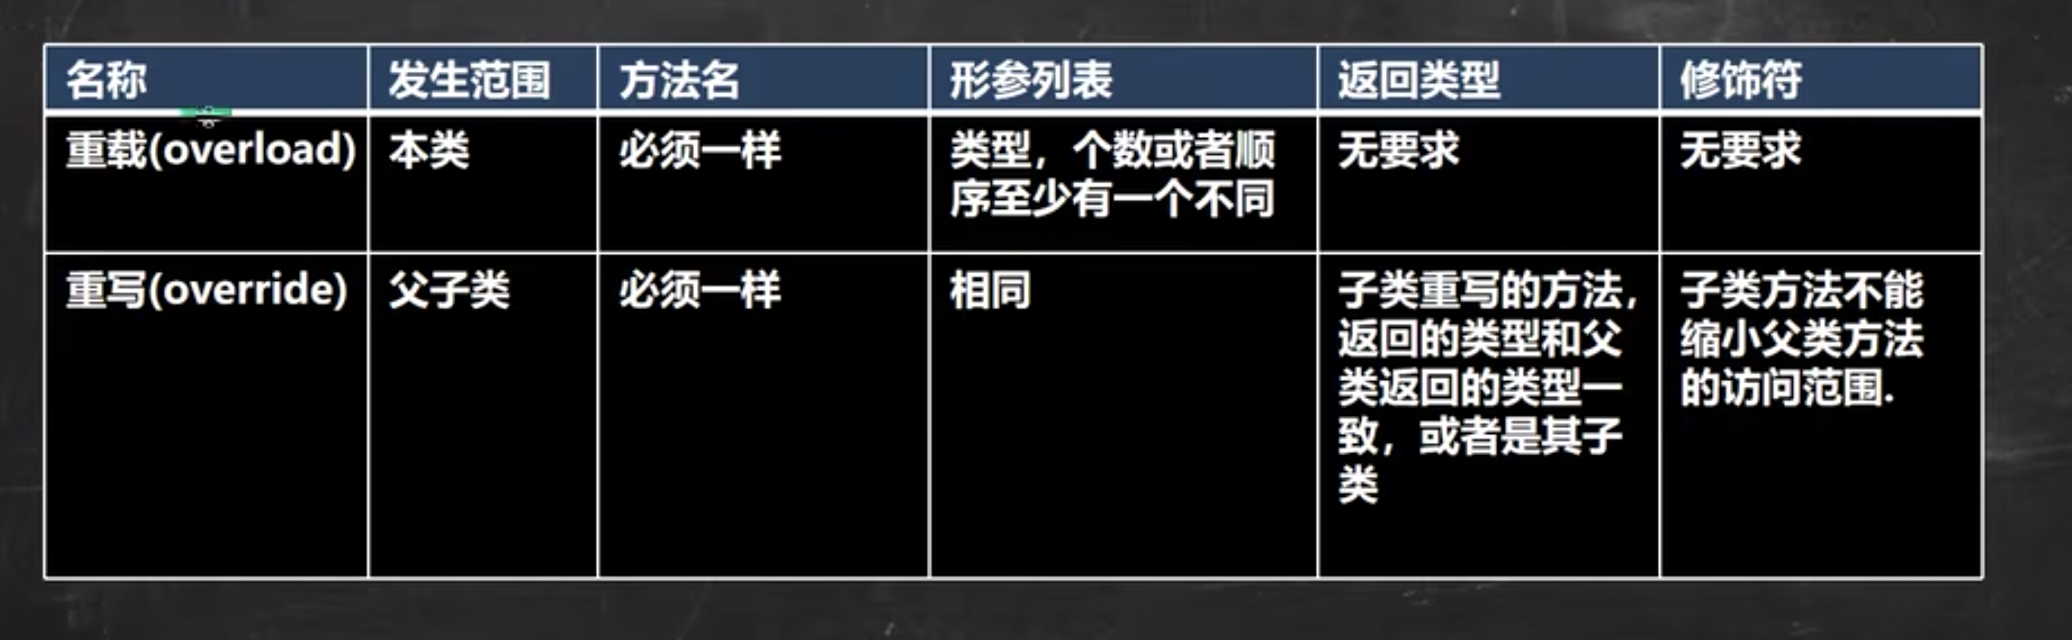 名称 发生范围 方法名 形参列表 返回类型 修饰符
重载(overload) 本类 必须一样 类型，个数或者顺
序至少有一个不同 无要求 无要求
重写(override) 父子类 必须一样 相同 子类重写的方法，
返回的类型和父
类返回的类型一
致，或者是其子
类 子类方法不能
缩小父类方法
的访问范围.